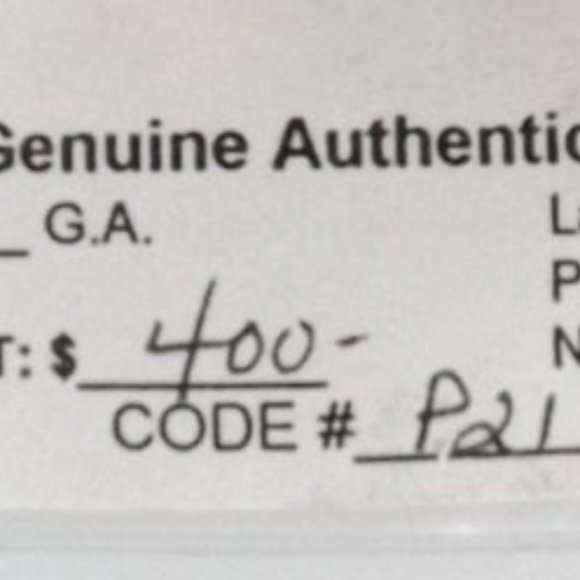 Genuine Authentic
G.A.
L
P
T: $ 400-
N
CODE # P21